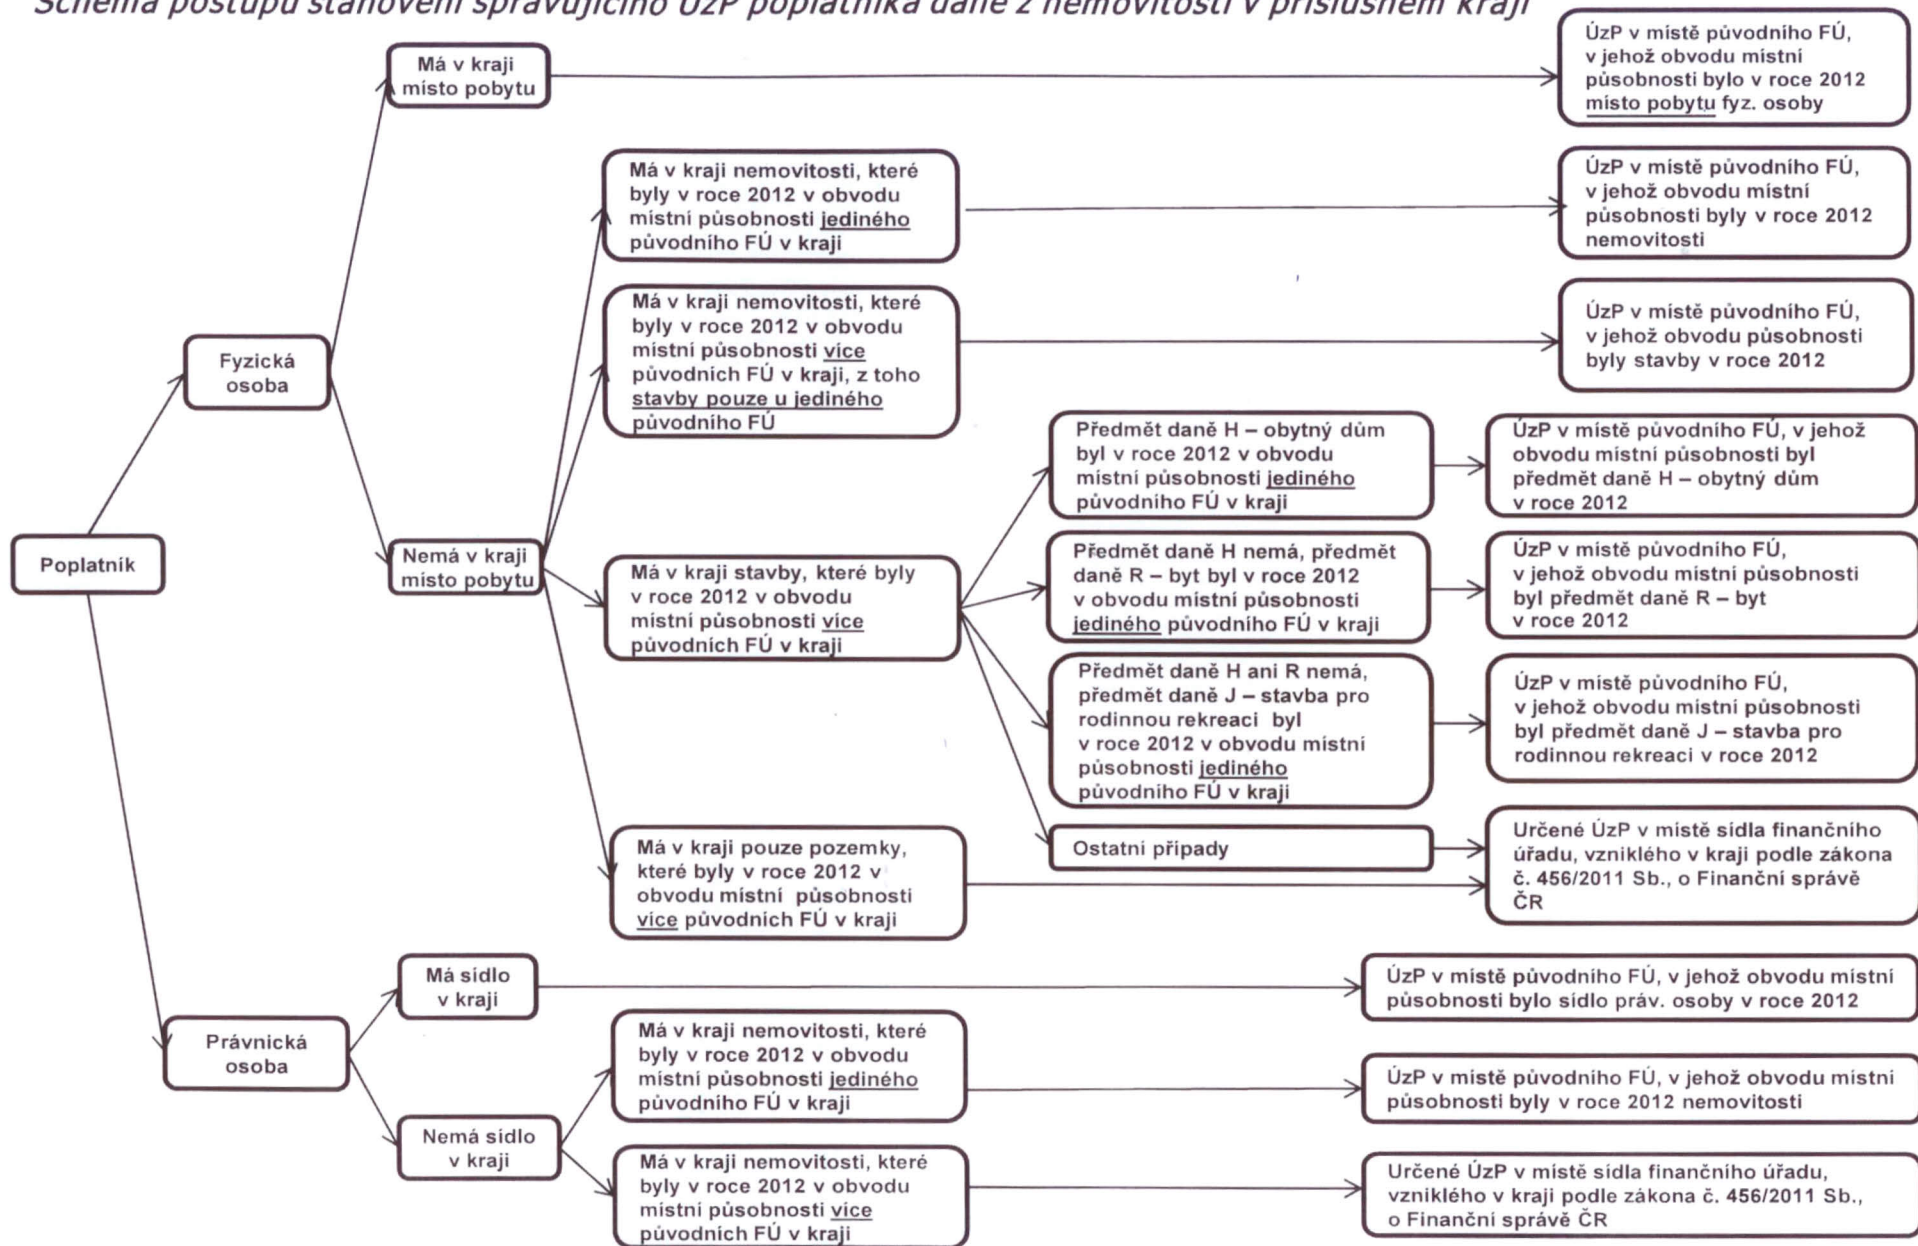 Schéma postupu stanovení spravujícího ÚzP poplatníka daně z nemovitostí v příslušném kraji
Má v kraji
místo pobytu
ÚzP v místě původního FÚ,
v jehož obvodu místní
působnosti bylo v roce 2012
místo pobytu fyz. osoby
Má v kraji nemovitosti, které
byly v roce 2012 v obvodu
místní působnosti jediného
původního FÚ v kraji
ÚzP v místě původního FÚ,
v jehož obvodu místní
působnosti byly v roce 2012
nemovitosti
Má v kraji nemovitosti, které
byly v roce 2012 v obvodu
místní působnosti více
původních FÚ v kraji, z toho
stavby pouze u jediného
původního FÚ
ÚzP v místě původního FÚ,
v jehož obvodu působnosti
byly stavby v roce 2012
Fyzická
osoba
Předmět daně H – obytný dům
byl v roce 2012 v obvodu
místní působnosti jediného
původního FÚ v kraji
ÚzP v místě původního FÚ, v jehož
obvodu místní působnosti byl
předmět daně H – obytný dům
v roce 2012
Poplatník
Nemá v kraji
místo pobytu
Má v kraji stavby, které byly
v roce 2012 v obvodu
místní působnosti více
původních FÚ v kraji
Předmět daně H nemá, předmět
daně R – byt byl v roce 2012
v obvodu místní působnosti
jediného původního FÚ v kraji
ÚzP v místě původního FÚ,
v jehož obvodu místní působnosti
byl předmět daně R – byt
v roce 2012
Předmět daně H ani R nemá,
předmět daně J – stavba pro
rodinnou rekreaci byl
v roce 2012 v obvodu místní
působnosti jediného
původního FÚ v kraji
ÚzP v místě původního FÚ,
v jehož obvodu místní působnosti
byl předmět daně J – stavba pro
rodinnou rekreaci v roce 2012
Ostatní případy
Určené ÚzP v místě sídla finančního
úřadu, vzniklého v kraji podle zákona
č. 456/2011 Sb., o Finanční správě
ČR
Má v kraji pouze pozemky,
které byly v roce 2012 v
obvodu místní působnosti
více původních FÚ v kraji
Má sídlo
v kraji
ÚzP v místě původního FÚ, v jehož obvodu místní
působnosti bylo sídlo práv. osoby v roce 2012
Právnická
osoba
Má v kraji nemovitosti, které
byly v roce 2012 v obvodu
místní působnosti jediného
původního FÚ v kraji
ÚzP v místě původního FÚ, v jehož obvodu místní
působnosti byly v roce 2012 nemovitosti
Nemá sídlo
v kraji
Má v kraji nemovitosti, které
byly v roce 2012 v obvodu
místní působnosti více
původních FÚ v kraji
Určené ÚzP v místě sídla finančního úřadu,
vzniklého v kraji podle zákona č. 456/2011 Sb.,
o Finanční správě ČR